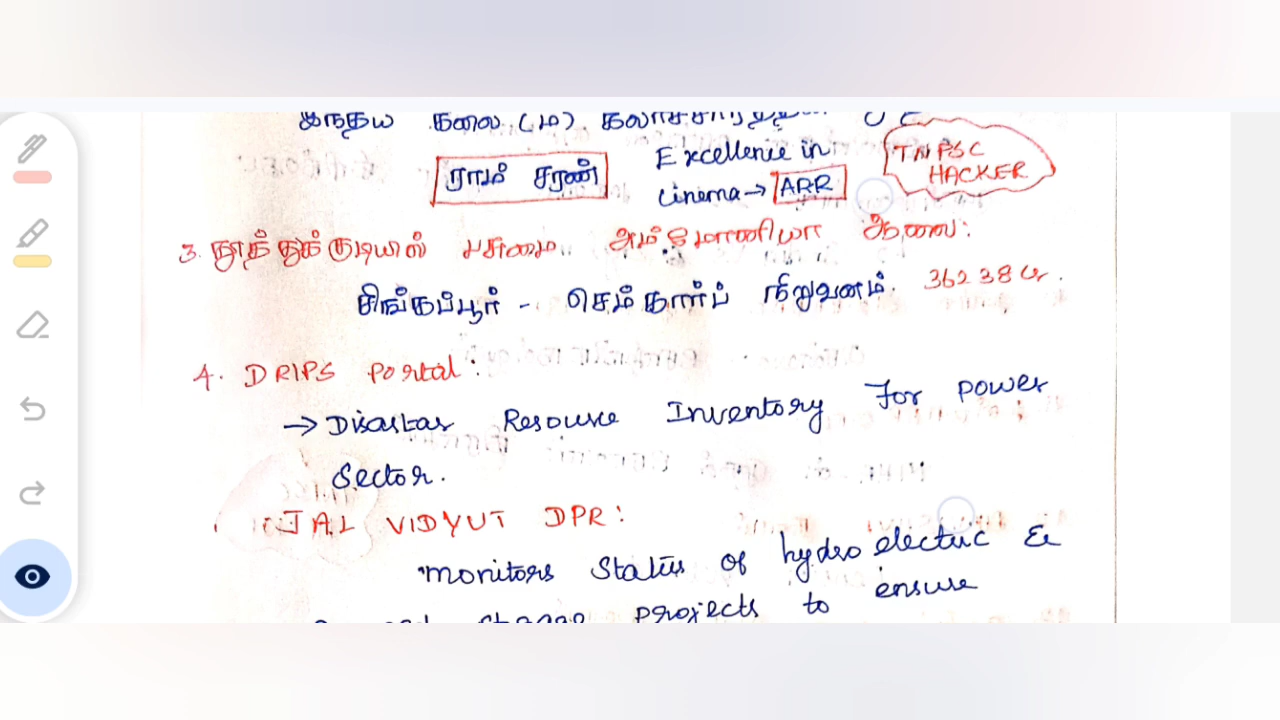 கலை (ம)
ராம் சரண்
Excellence in
cinema → ARR
TNPSC
HACKER
3. தூத்துக்குடியில் பசுமை அம்மோனியா ஆலை:
சிங்கப்பூர் - செம்கார்ப் நிறுவனம். 36238 ம.
4. DRIPS Portal:
→ Disaster Resource Inventory For Power
Sector.
JAL VIDYUT DPR:
monitors Status of hydro electric &
projects to ensure